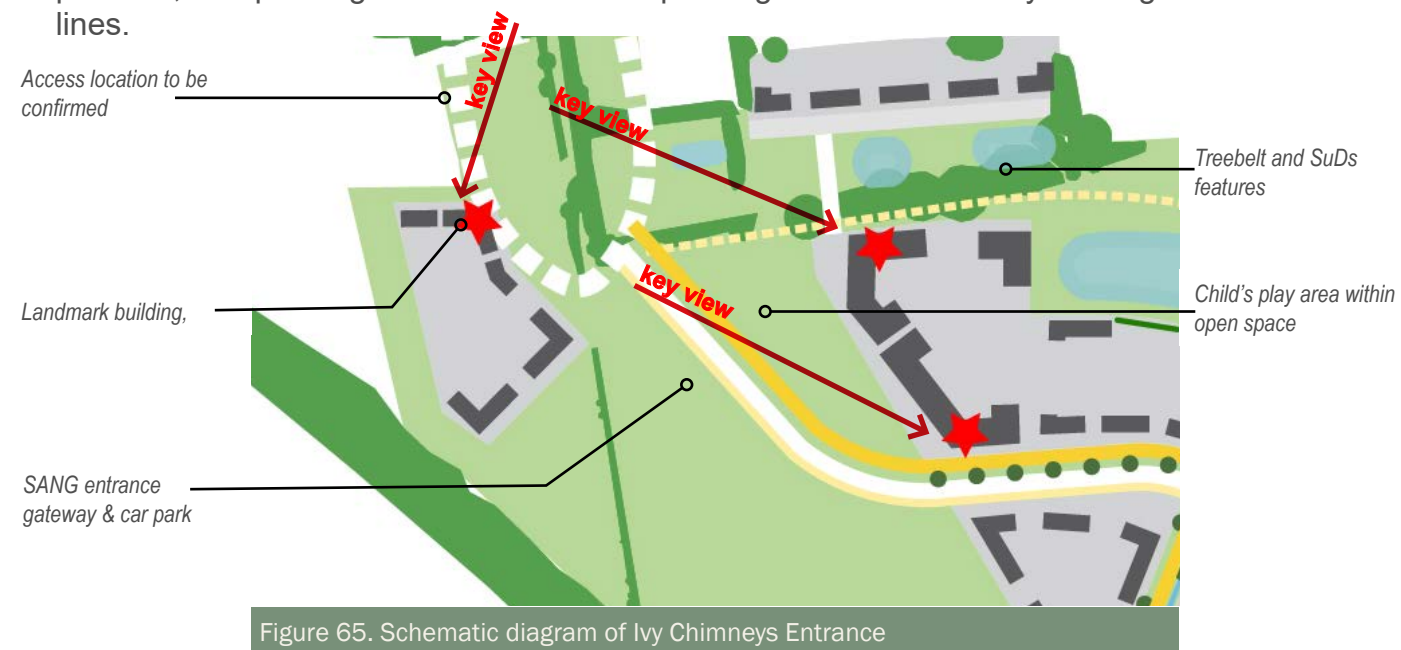 lines.
Access location to be
confirmed
key view
key view
Treebelt and SuDs
features
key view
Child's play area within
open space
Landmark building,
SANG entrance
gateway & car park
Figure 65. Schematic diagram of Ivy Chimneys Entrance